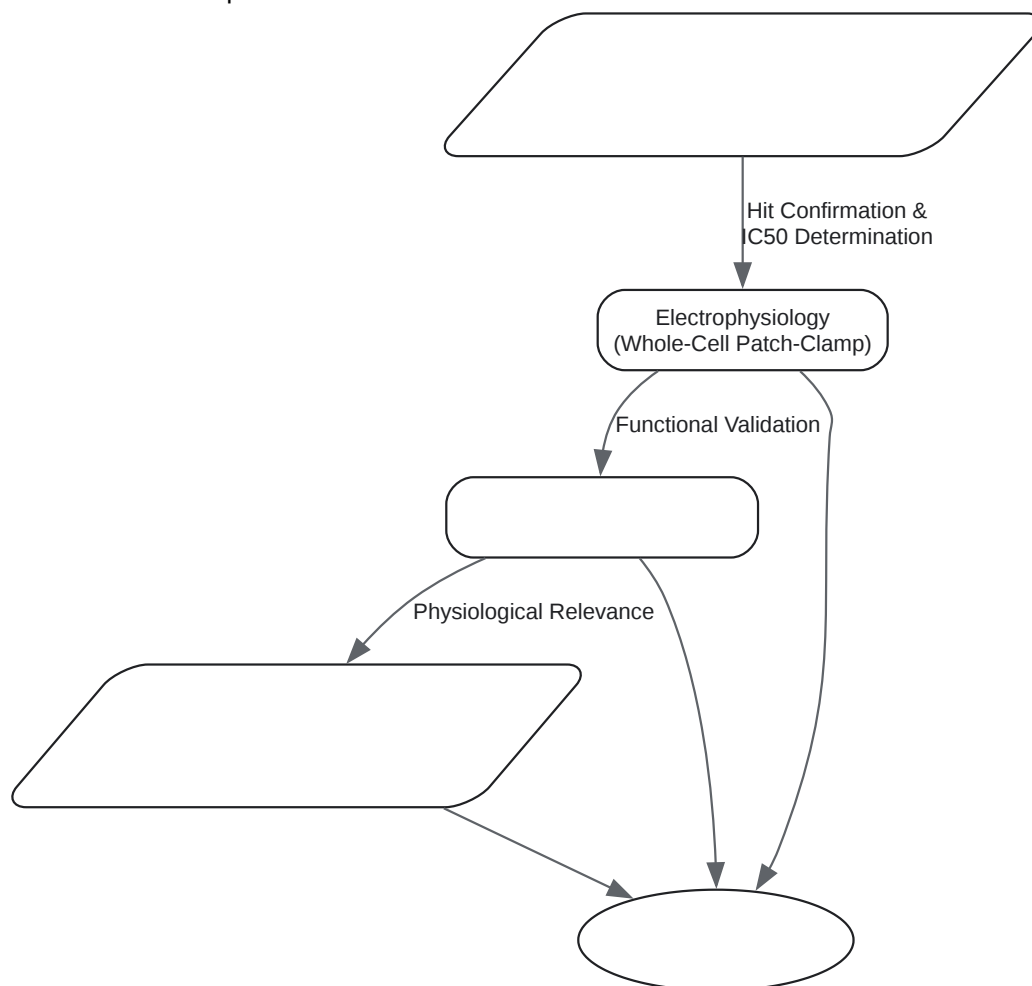 Hit Confirmation &
IC50 Determination
Electrophysiology
(Whole-Cell Patch-Clamp)
Functional Validation
Physiological Relevance